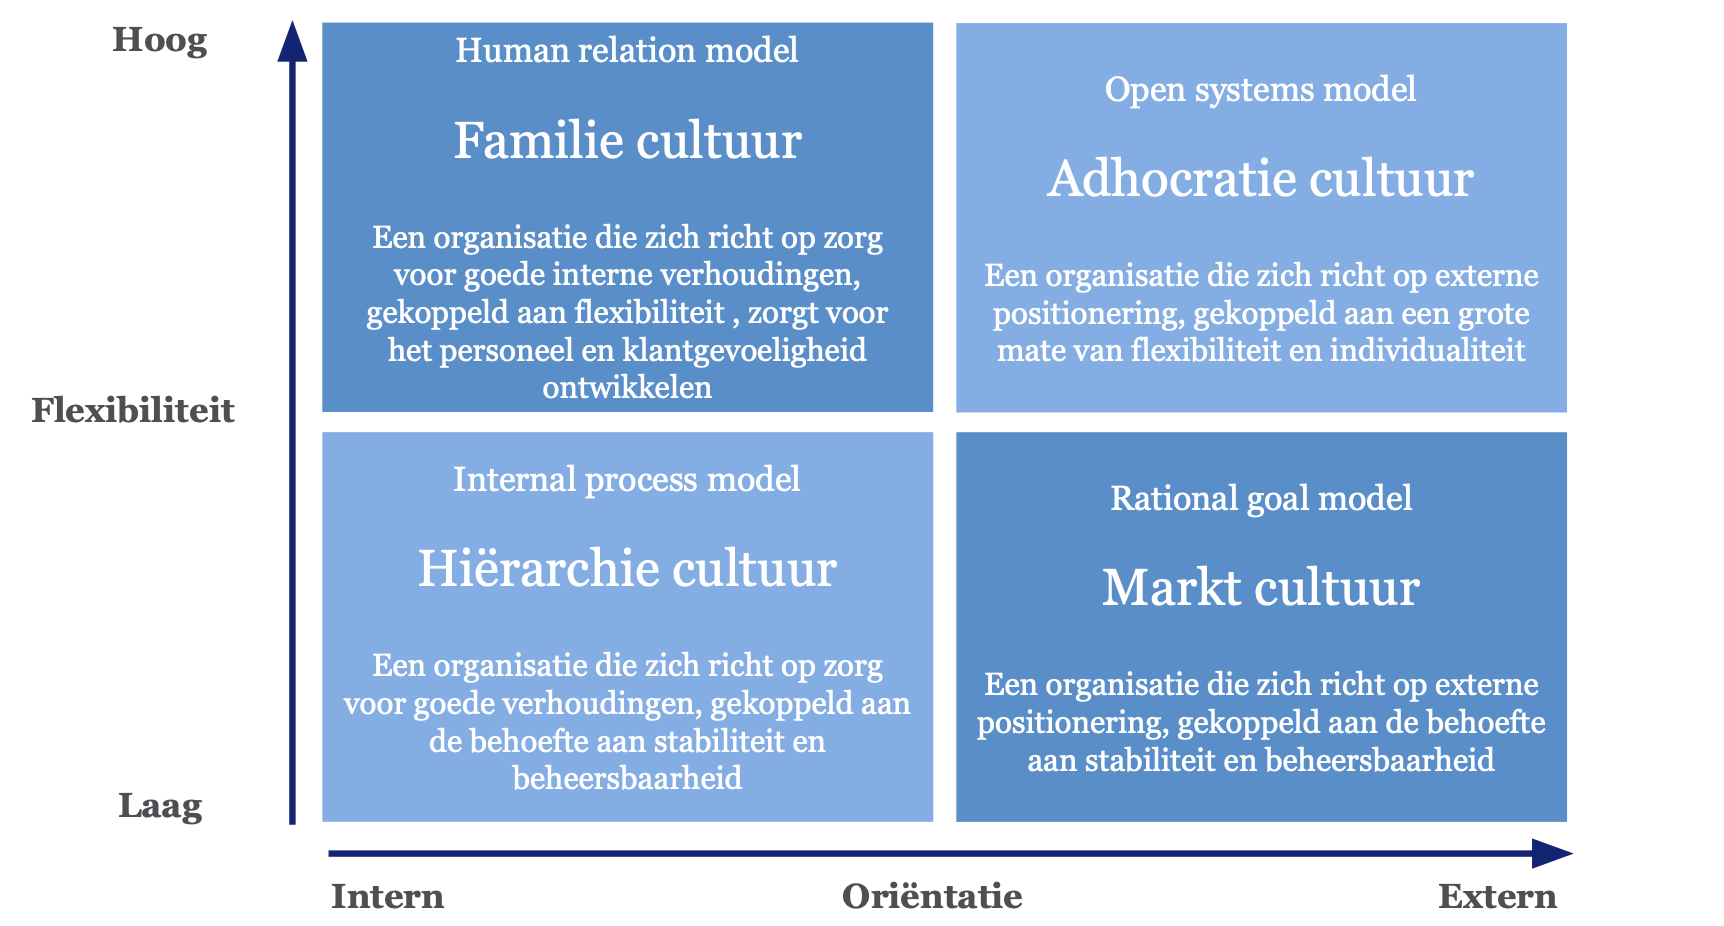 Hoog
Human relation model
Familie cultuur
Een organisatie die zich richt op zorg
voor goede interne verhoudingen,
gekoppeld aan flexibiliteit , zorgt voor
het personeel en klantgevoeligheid
ontwikkelen
Open systems model
Adhocratie cultuur
Een organisatie die zich richt op externe
positionering, gekoppeld aan een grote
mate van flexibiliteit en individualiteit
Flexibiliteit
Internal process model
Hiërarchie cultuur
Een organisatie die zich richt op zorg
voor goede verhoudingen, gekoppeld aan
de behoefte aan stabiliteit en
beheersbaarheid
Rational goal model
Markt cultuur
Een organisatie die zich richt op externe
positionering, gekoppeld aan de behoefte
aan stabiliteit en beheersbaarheid
Laag
Intern
Oriëntatie
Extern